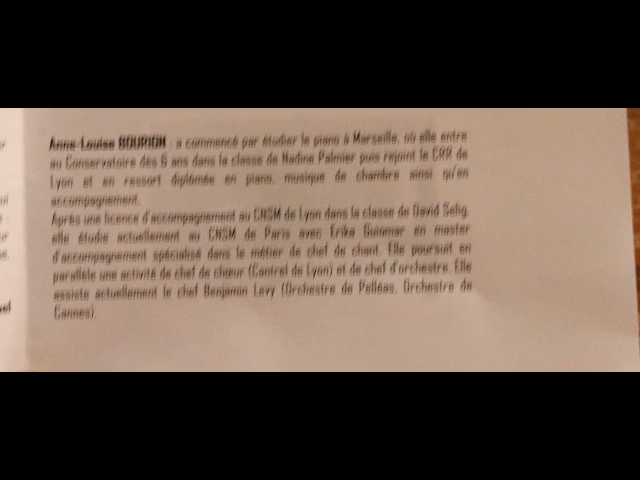 Anne-Louise BOURION : a commencé par étudier le piano à Marseille, où elle entre
au Conservatoire dès 6 ans dans la classe de Nadine Palmier puis rejoint le CRR de
Lyon et en ressort diplômée en piano, musique de chambre ainsi qu'en
accompagnement.
Après une licence d'accompagnement au CNSM de Lyon dans la classe de David Selig,
elle étudie actuellement au CNSM de Paris avec Erika Guiomar en master
d'accompagnement spécialisé dans le métier de chef de chant. Elle poursuit en
parallèle une activité de chef de chœur (Cantrel de Lyon) et de chef d'orchestre. Elle
assiste actuellement le chef Benjamin Levy (Orchestre de Pelléas, Orchestre de
Cannes).